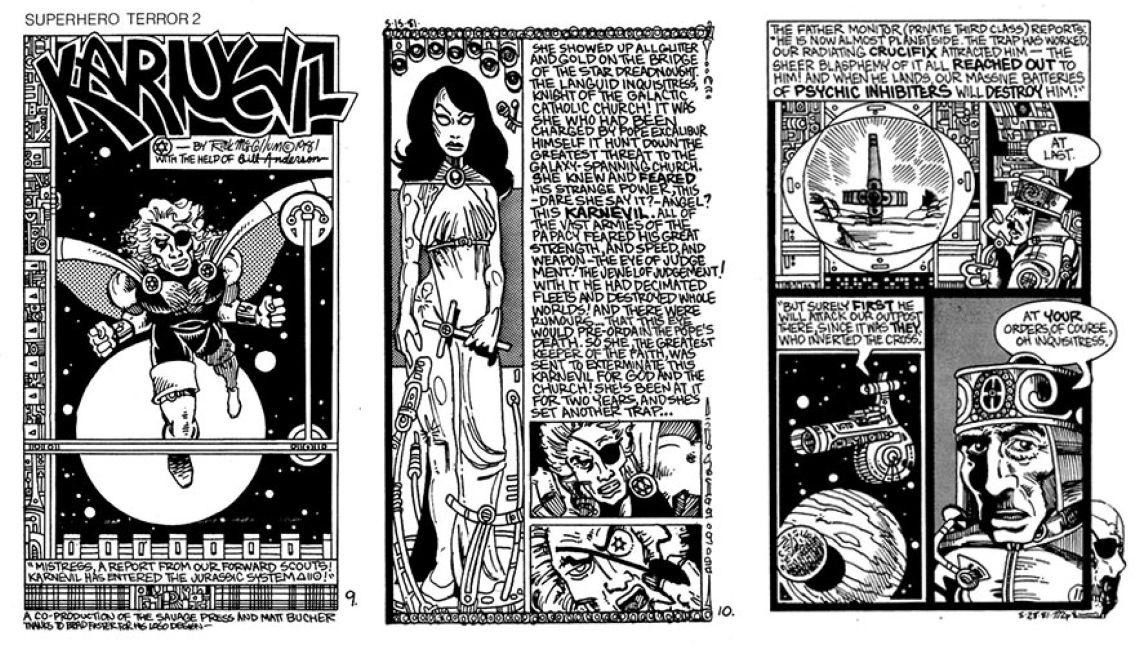 SUPERHERO TERROR 2
KARNEVIL
— BY Rick McCollum © 1981
WITH THE HELP OF Bill Anderson
"MISTRESS, A REPORT FROM OUR FORWARD SCOUTS!
KARNEVIL HAS ENTERED THE JURASSIC SYSTEM
A CO-PRODUCTION OF THE SAVAGE PRESS AND MATT BUCHER
THANKS TO BRAD FOSTER FOR HIS LOGO DESIGN—
9.
5-15-81.
SHE SHOWED UP ALL GLITTER
AND GOLD ON THE BRIDGE
OF THE STAR DREADNOUGHT.
THE LANGUID INQUISITRESS,
KNIGHT OF THE GALACTIC
CATHOLIC CHURCH! IT WAS
SHE WHO HAD BEEN
CHARGED BY POPE EXCALIBUR
HIMSELF IT HUNT DOWN THE
GREATEST THREAT TO THE
GALAXY-SPANNING CHURCH.
SHE KNEW AND FEARED
HIS STRANGE POWER, THIS
—DARE SHE SAY IT?—ANGEL?
THIS KARNEVIL. ALL OF
THE VAST ARMIES OF THE
PAPACY FEARED HIS GREAT
STRENGTH, AND SPEED, AND
WEAPON—THE EYE OF JUDGE
MENT! THE JEWEL OF JUDGEMENT!
WITH IT HE HAD DECIMATED
FLEETS AND DESTROYED WHOLE
WORLDS! AND THERE WERE
RUMOURS... THAT THIS EYE
WOULD PRE-ORDAIN THE POPE'S
DEATH. SO SHE, THE GREATEST
KEEPER OF THE FAITH, WAS
SENT TO EXTERMINATE THIS
KARNEVIL FOR GOD AND THE
CHURCH! SHE'S BEEN AT IT
FOR TWO YEARS, AND SHE'S
SET ANOTHER TRAP...
10.
THE FATHER MONITOR (PRIVATE THIRD CLASS) REPORTS:
"HE IS NOW ALMOST PLANETSIDE. THE TRAP HAS WORKED,
OUR RADIATING CRUCIFIX ATTRACTED HIM — THE
SHEER BLASPHEMY OF IT ALL REACHED OUT TO
HIM! AND WHEN HE LANDS, OUR MASSIVE BATTERIES
OF PSYCHIC INHIBITERS WILL DESTROY HIM!"
AT
LAST.
"BUT SURELY FIRST HE
WILL ATTACK OUR OUTPOST
THERE, SINCE IT WAS THEY
WHO INVERTED THE CROSS.
AT YOUR
ORDERS, OF COURSE,
OH INQUISITRESS.
5-28-81